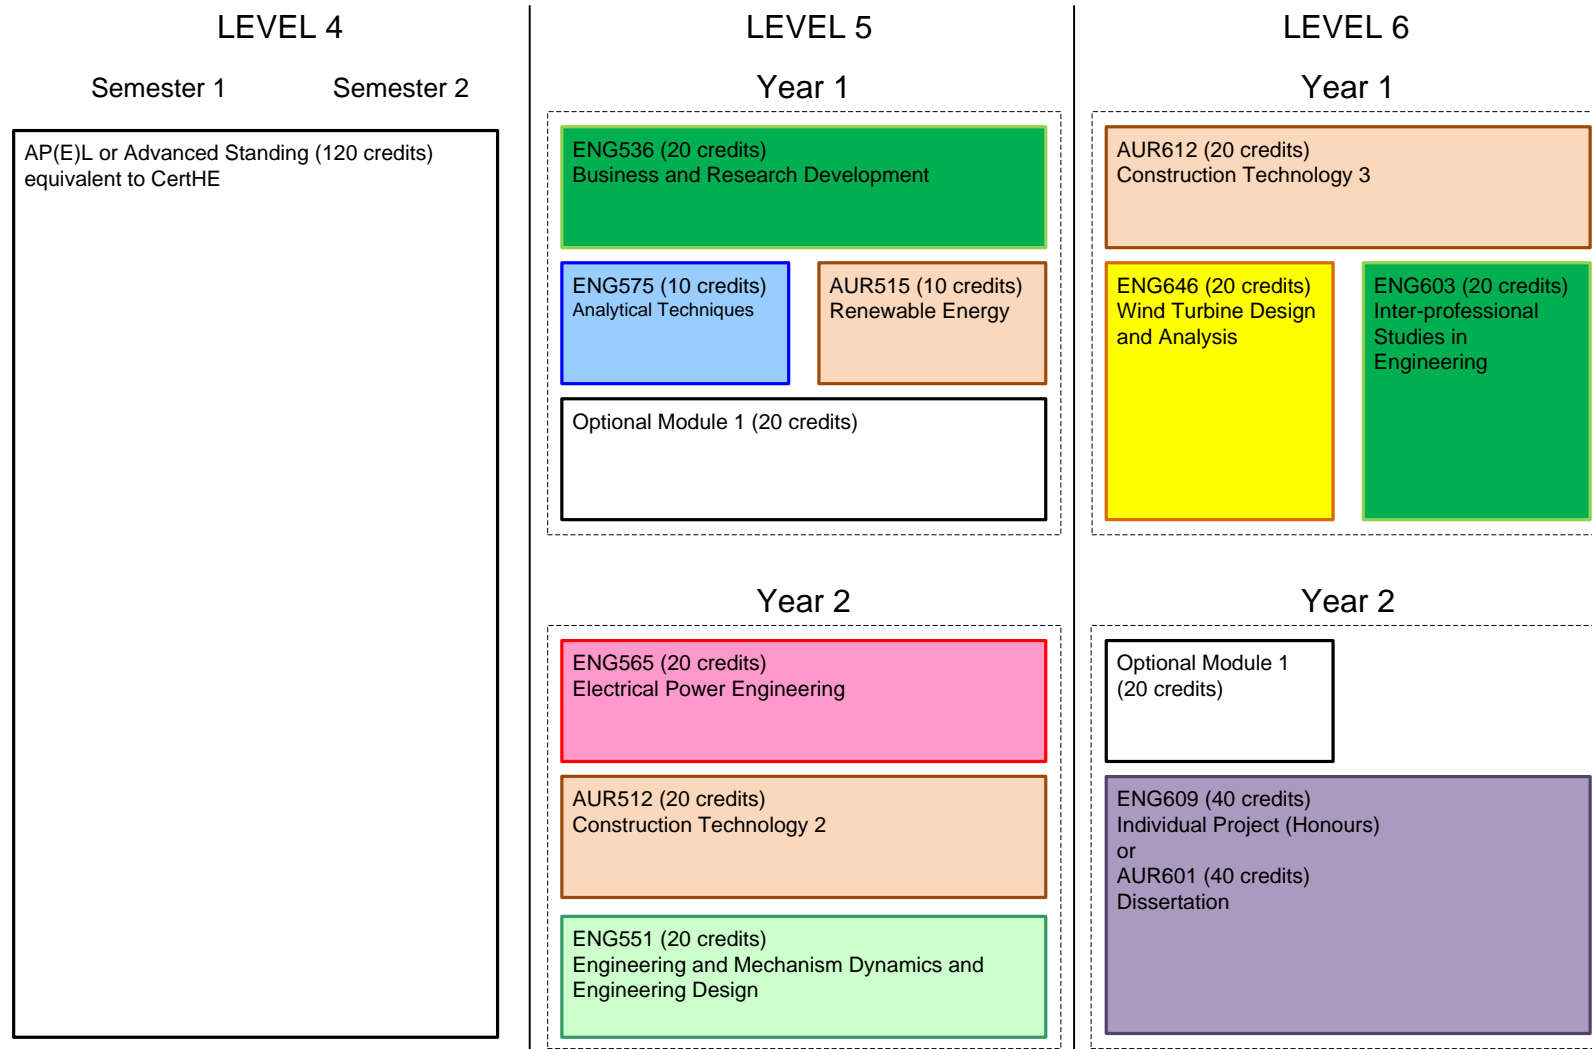 LEVEL 4
Semester 1
Semester 2
AP(E)L or Advanced Standing (120 credits)
equivalent to CertHE
LEVEL 5
Year 1
ENG536 (20 credits)
Business and Research Development
ENG575 (10 credits)
Analytical Techniques
AUR515 (10 credits)
Renewable Energy
Optional Module 1 (20 credits)
Year 2
ENG565 (20 credits)
Electrical Power Engineering
AUR512 (20 credits)
Construction Technology 2
ENG551 (20 credits)
Engineering and Mechanism Dynamics and
Engineering Design
LEVEL 6
Year 1
AUR612 (20 credits)
Construction Technology 3
ENG646 (20 credits)
Wind Turbine Design
and Analysis
ENG603 (20 credits)
Inter-professional
Studies in
Engineering
Year 2
Optional Module 1
(20 credits)
ENG609 (40 credits)
Individual Project (Honours)
or
AUR601 (40 credits)
Dissertation